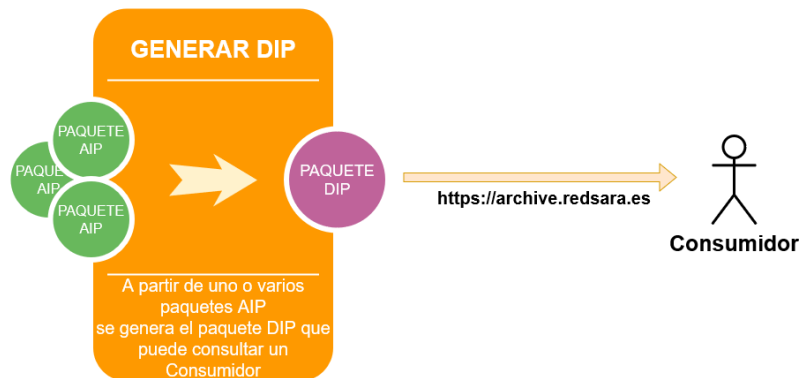 GENERAR DIP
PAQUETE
AIP
PAQUE
AIP
PAQUETE
AIP
PAQUETE
DIP
https://archive.redsara.es
Consumidor
A partir de uno o varios
paquetes AIP
se genera el paquete DIP que
puede consultar un
Consumidor